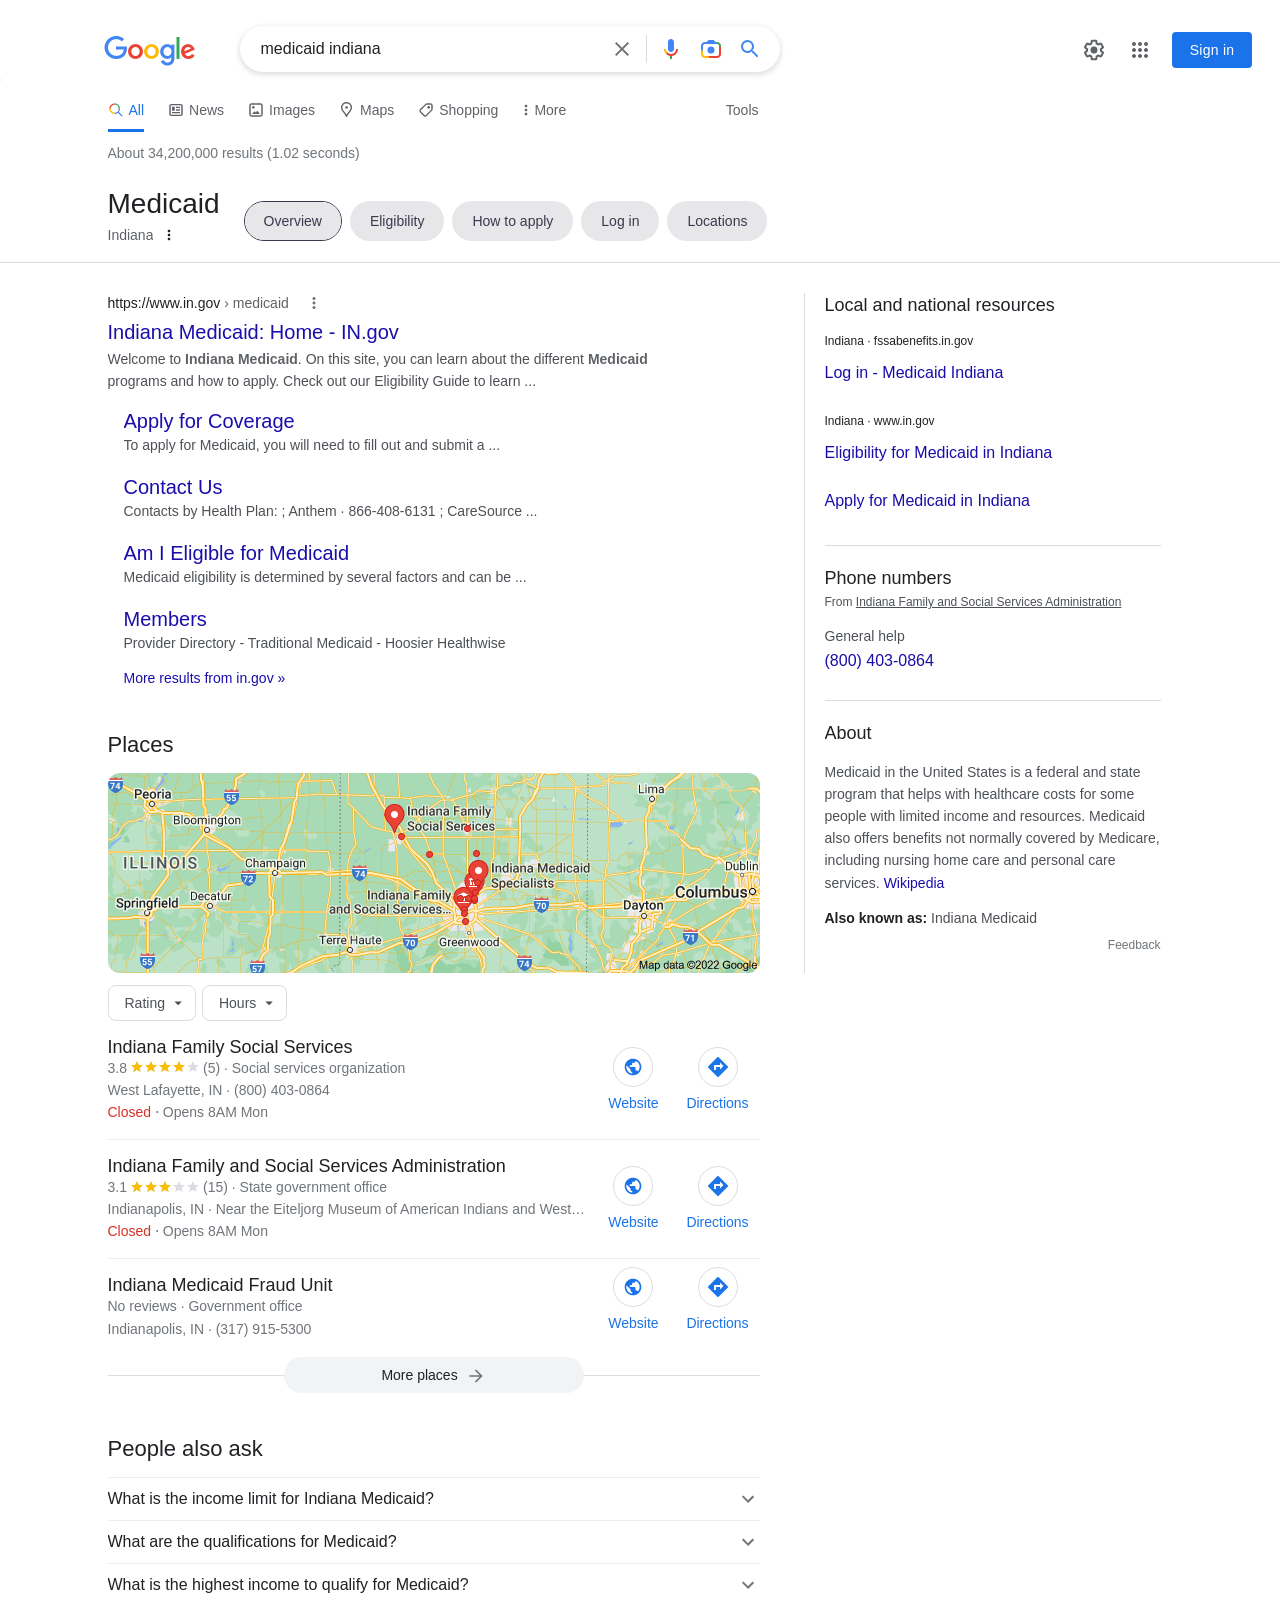 Google
medicaid indiana
Sign in
All
News
Images
Maps
Shopping
More
Tools
About 34,200,000 results (1.02 seconds)
Medicaid
Indiana
Overview
Eligibility
How to apply
Log in
Locations
https://www.in.gov › medicaid
Indiana Medicaid: Home - IN.gov
Welcome to Indiana Medicaid. On this site, you can learn about the different Medicaid
programs and how to apply. Check out our Eligibility Guide to learn ...
Apply for Coverage
To apply for Medicaid, you will need to fill out and submit a ...
Contact Us
Contacts by Health Plan: ; Anthem · 866-408-6131 ; CareSource ...
Am I Eligible for Medicaid
Medicaid eligibility is determined by several factors and can be ...
Members
Provider Directory - Traditional Medicaid - Hoosier Healthwise
More results from in.gov »
Places
74
Peoria
55
Bloomington
ILLINOIS
Champaign
72
74
Decatur
Springfield
Terre Haute
70
55
57
Indiana Family
Social Services
Indiana Medicaid
Specialists
Indiana Family
and Social Services...
Greenwood
70
74
Lima
Dublin
Columbus
Dayton
70
71
Map data ©2022 Google
Rating
Hours
Indiana Family Social Services
3.8 (5) · Social services organization
West Lafayette, IN · (800) 403-0864
Closed · Opens 8AM Mon
Website
Directions
Indiana Family and Social Services Administration
3.1 (15) · State government office
Indianapolis, IN · Near the Eiteljorg Museum of American Indians and West…
Closed · Opens 8AM Mon
Website
Directions
Indiana Medicaid Fraud Unit
No reviews · Government office
Indianapolis, IN · (317) 915-5300
Website
Directions
More places
People also ask
What is the income limit for Indiana Medicaid?
What are the qualifications for Medicaid?
What is the highest income to qualify for Medicaid?
Local and national resources
Indiana · fssabenefits.in.gov
Log in - Medicaid Indiana
Indiana · www.in.gov
Eligibility for Medicaid in Indiana
Apply for Medicaid in Indiana
Phone numbers
From Indiana Family and Social Services Administration
General help
(800) 403-0864
About
Medicaid in the United States is a federal and state
program that helps with healthcare costs for some
people with limited income and resources. Medicaid
also offers benefits not normally covered by Medicare,
including nursing home care and personal care
services. Wikipedia
Also known as: Indiana Medicaid
Feedback